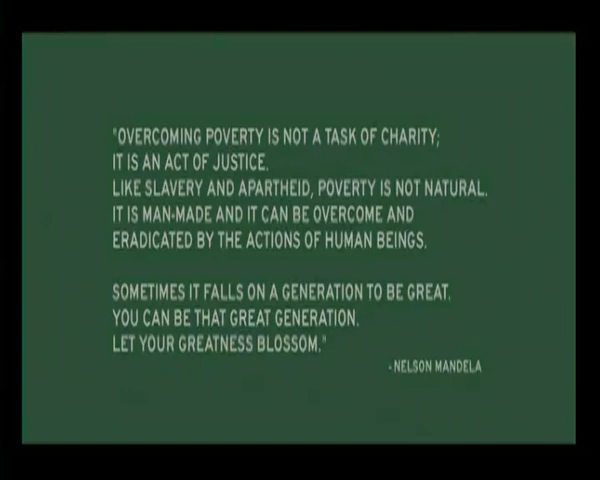 "OVERCOMING POVERTY IS NOT A TASK OF CHARITY;
IT IS AN ACT OF JUSTICE.
LIKE SLAVERY AND APARTHEID, POVERTY IS NOT NATURAL.
IT IS MAN-MADE AND IT CAN BE OVERCOME AND
ERADICATED BY THE ACTIONS OF HUMAN BEINGS.
SOMETIMES IT FALLS ON A GENERATION TO BE GREAT.
YOU CAN BE THAT GREAT GENERATION.
LET YOUR GREATNESS BLOSSOM."
- NELSON MANDELA